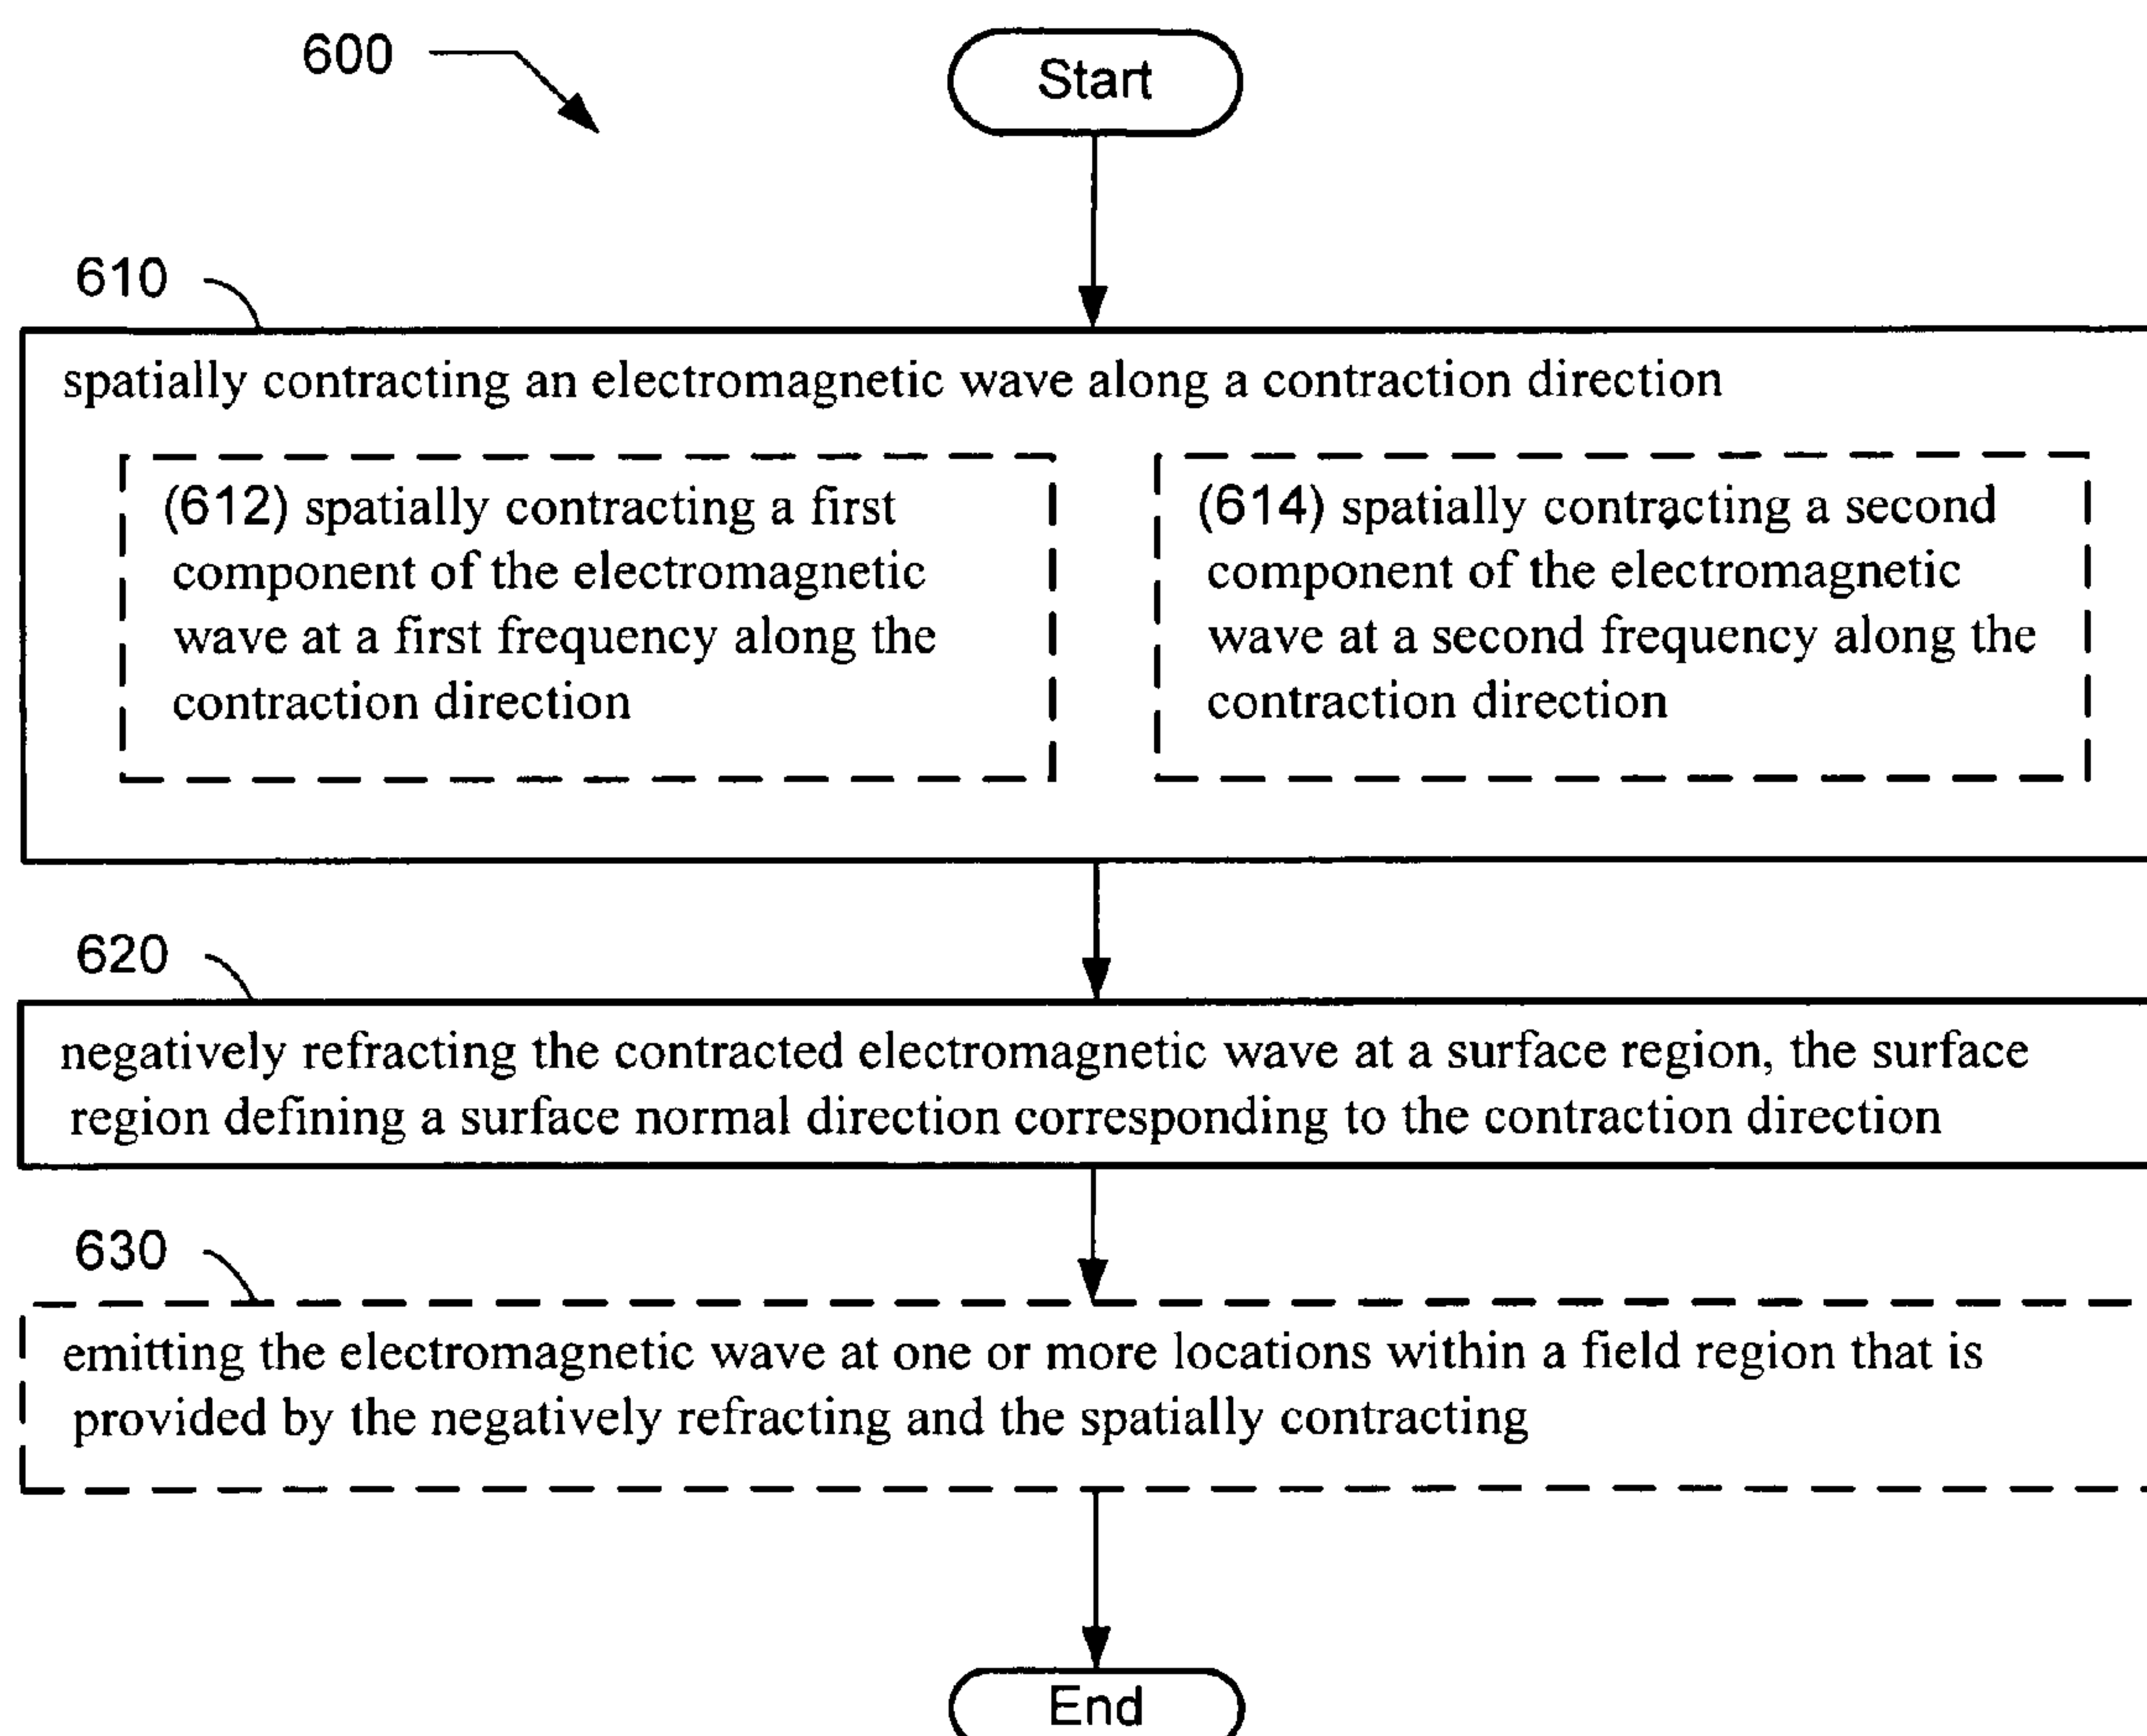 600
Start
610
spatially contracting an electromagnetic wave along a contraction direction
(612) spatially contracting a first
component of the electromagnetic
wave at a first frequency along the
contraction direction
(614) spatially contracting a second
component of the electromagnetic
wave at a second frequency along the
contraction direction
620
negatively refracting the contracted electromagnetic wave at a surface region, the surface
region defining a surface normal direction corresponding to the contraction direction
630
emitting the electromagnetic wave at one or more locations within a field region that is
provided by the negatively refracting and the spatially contracting
End